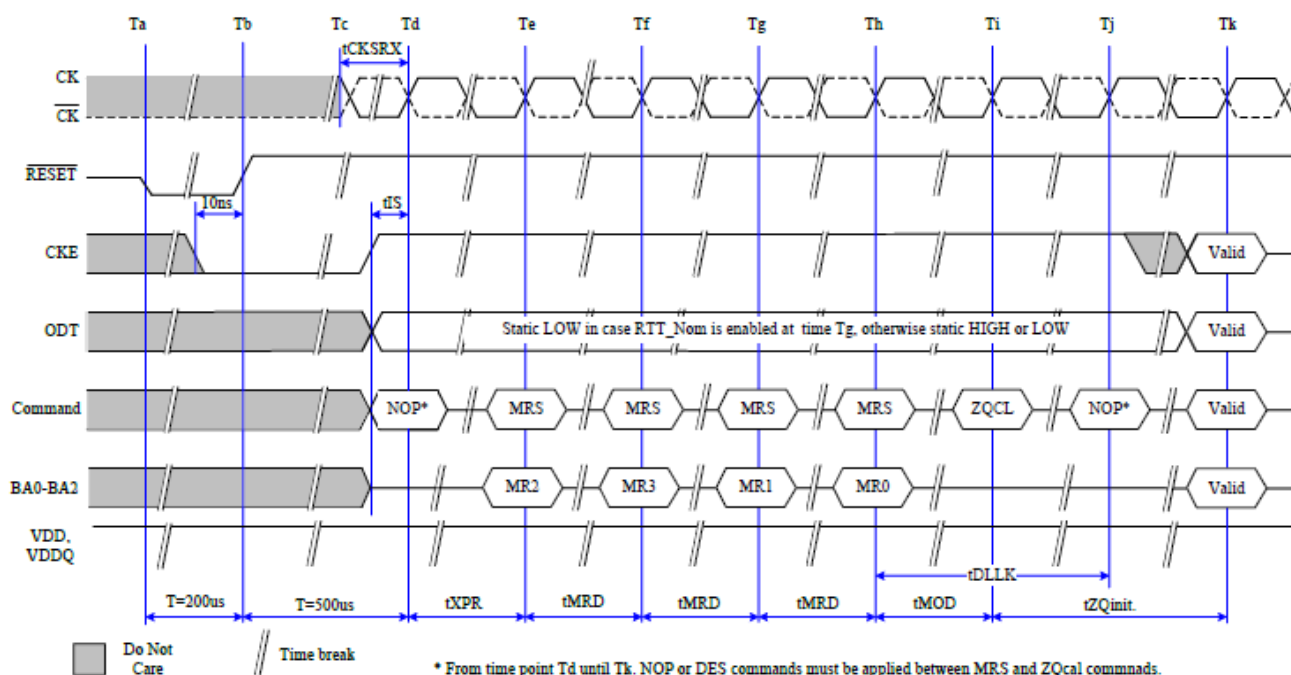 Ta Tb Tc Td Te Tf Tg Th Ti Tj Tk
tCKSRX
CK
CK
RESET
10ns tIS
CKE Valid
ODT Static LOW in case RTT_Nom is enabled at time Tg, otherwise static HIGH or LOW Valid
Command NOP* MRS MRS MRS MRS ZQCL NOP* Valid
BA0-BA2 MR2 MR3 MR1 MR0 Valid
VDD,
VDDQ
tDLLK
T=200us T=500us tXPR tMRD tMRD tMRD tMOD tZQinit.
Do Not
Care
Time break
* From time point Td until Tk. NOP or DES commands must be applied between MRS and ZQcal commnads.